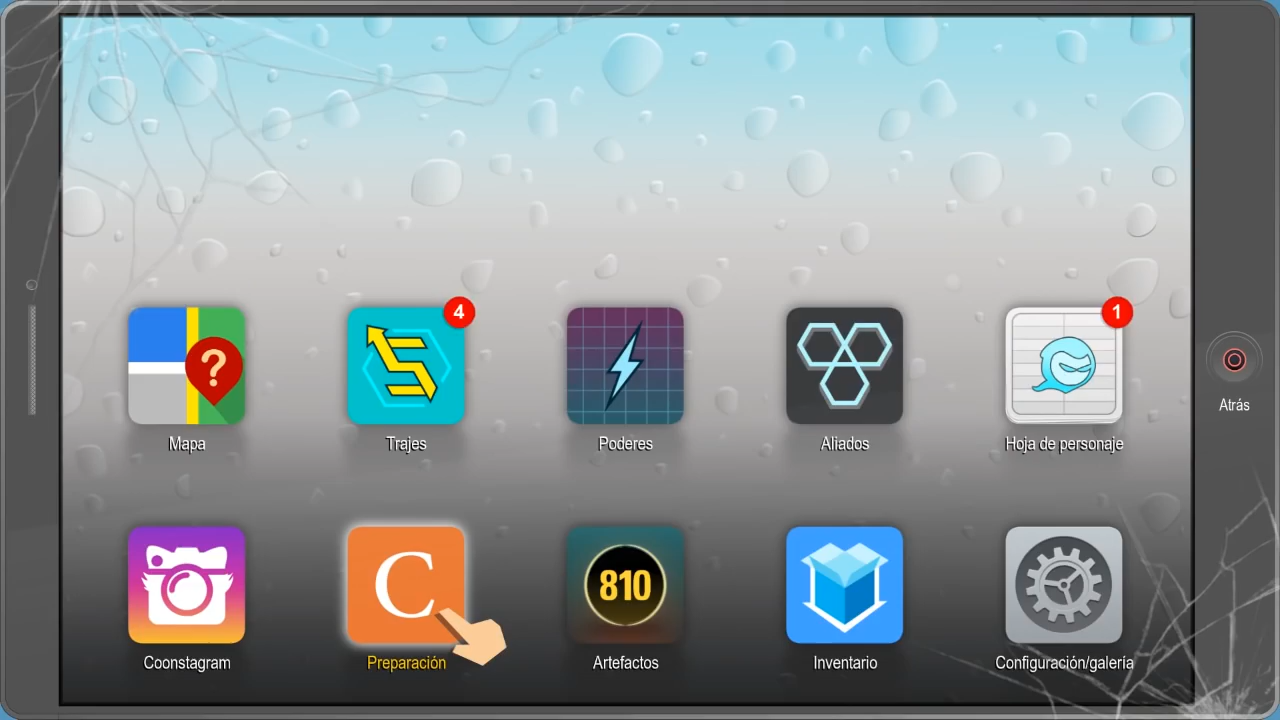 4
1
?
Mapa
Trajes
Poderes
Aliados
Hoja de personaje
Atrás
C
810
Coonstagram
Preparación
Artefactos
Inventario
Configuración/galería